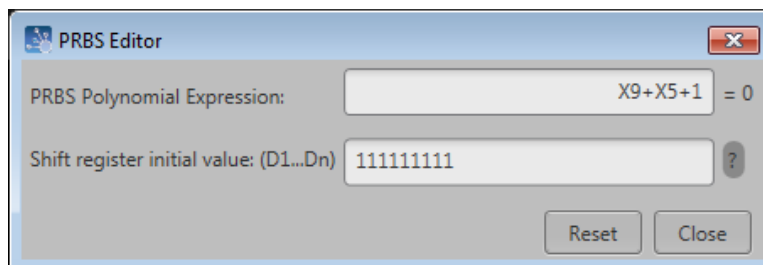 PRBS Editor
PRBS Polynomial Expression: X9+X5+1 = 0
Shift register initial value: (D1...Dn) 111111111 ?
Reset Close